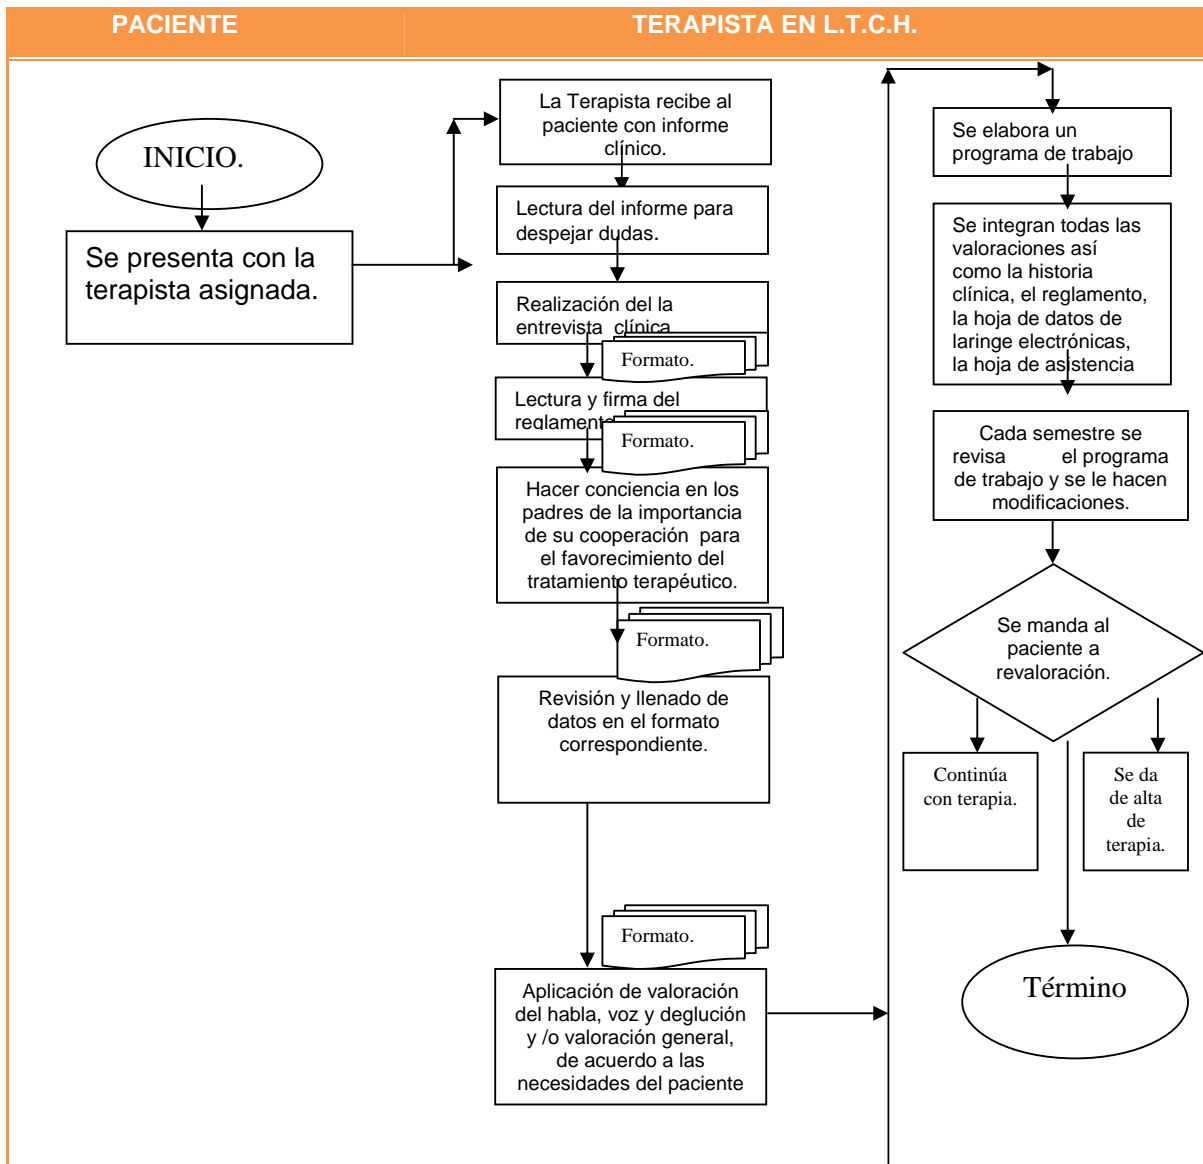 PACIENTE
TERAPISTA EN L.T.C.H.
INICIO.
Se presenta con la
terapista asignada.
La Terapista recibe al
paciente con informe
clínico.
Lectura del informe para
despejar dudas.
Realización del la
entrevista clínica
Formato.
Lectura y firma del
reglamento
Formato.
Hacer conciencia en los
padres de la importancia
de su cooperación para
el favorecimiento del
tratamiento terapéutico.
Formato.
Revisión y llenado de
datos en el formato
correspondiente.
Formato.
Aplicación de valoración
del habla, voz y deglución
y /o valoración general,
de acuerdo a las
necesidades del paciente
Se elabora un
programa de trabajo
Se integran todas las
valoraciones así
como la historia
clínica, el reglamento,
la hoja de datos de
laringe electrónicas,
la hoja de asistencia
Cada semestre se
revisa el programa
de trabajo y se le hacen
modificaciones.
Se manda al
paciente a
revaloración.
Continúa
con terapia.
Se da
de alta
de
terapia.
Término